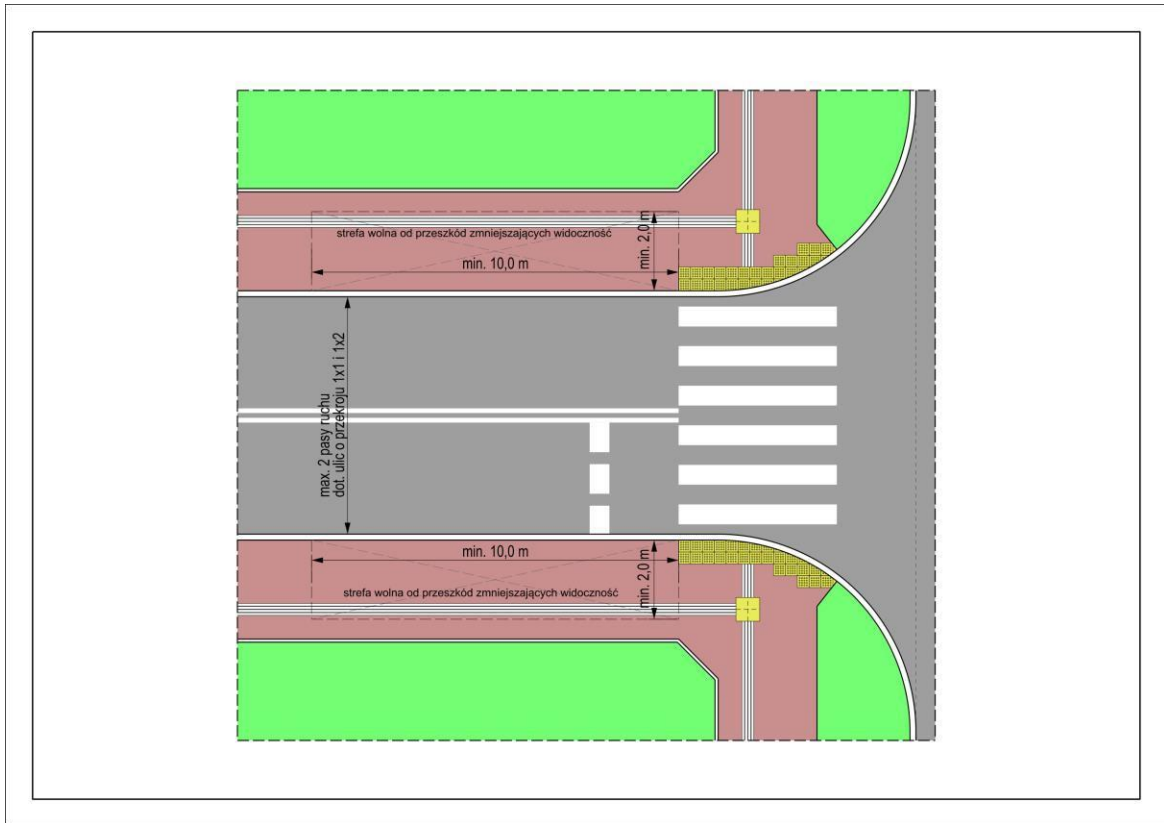 strefa wolna od przeszkód zmniejszających widoczność
min. 10,0 m
min. 2,0 m
max. 2 pasy ruchu
dot. ulic o przekroju 1x1 i 1x2
min. 10,0 m
min. 2,0 m
strefa wolna od przeszkód zmniejszających widoczność